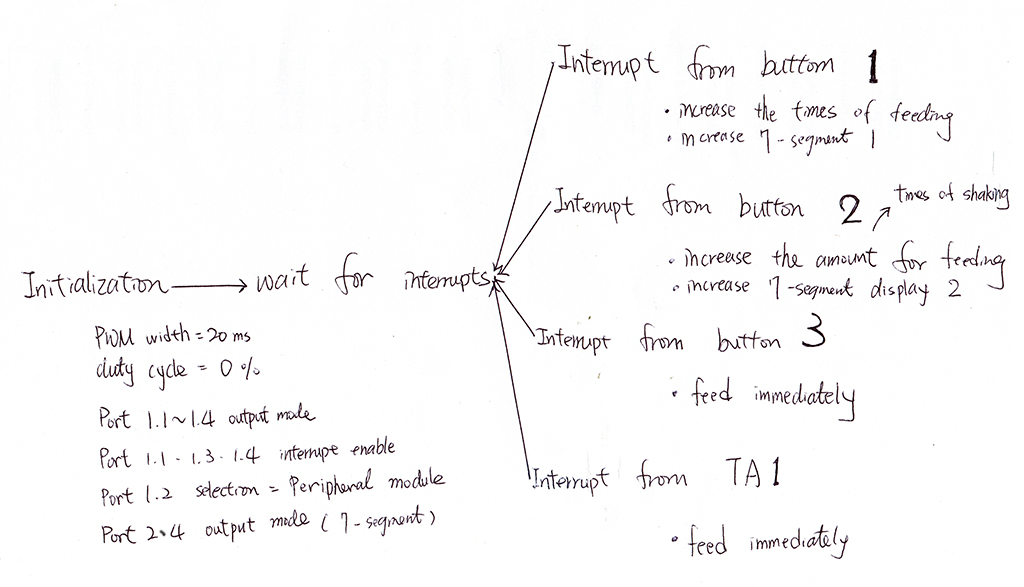 Interrupt from buttom 1
• increase the times of feeding
• increase 7-segment 1
Interrupt from button 2
times of shaking
• increase the amount for feeding
• increase 7-segment display 2
Initialization
wait for interrupts
PWM width = 20 ms
duty cycle = 0 %
Port 1.1~1.4 output mode
Port 1.1 - 1.3 - 1.4 interrupe enable
Port 1.2 selection = Peripheral module
Port 2.4 output mode ( 7-segment )
Interrupt from button 3
• feed immediately
Interrupt from TA1
• feed immediately